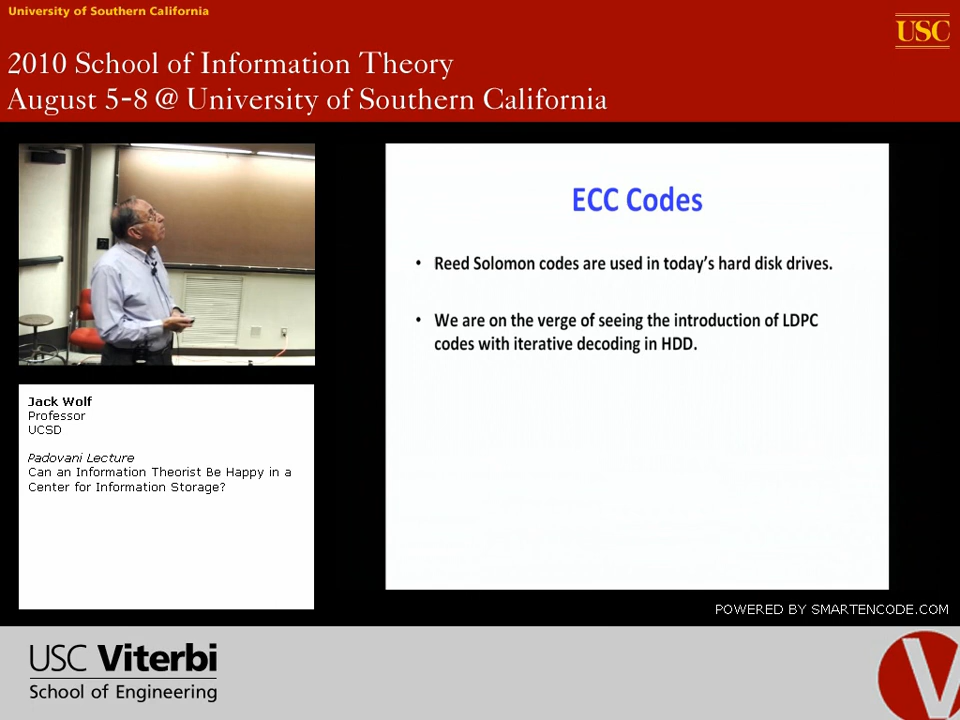 University of Southern California
USC
2010 School of Information Theory
August 5-8 @ University of Southern California
ECC Codes
• Reed Solomon codes are used in today's hard disk drives.
• We are on the verge of seeing the introduction of LDPC
codes with iterative decoding in HDD.
Jack Wolf
Professor
UCSD
Padovani Lecture
Can an Information Theorist Be Happy in a
Center for Information Storage?
POWERED BY SMARTENCODE.COM
USC Viterbi
School of Engineering
V